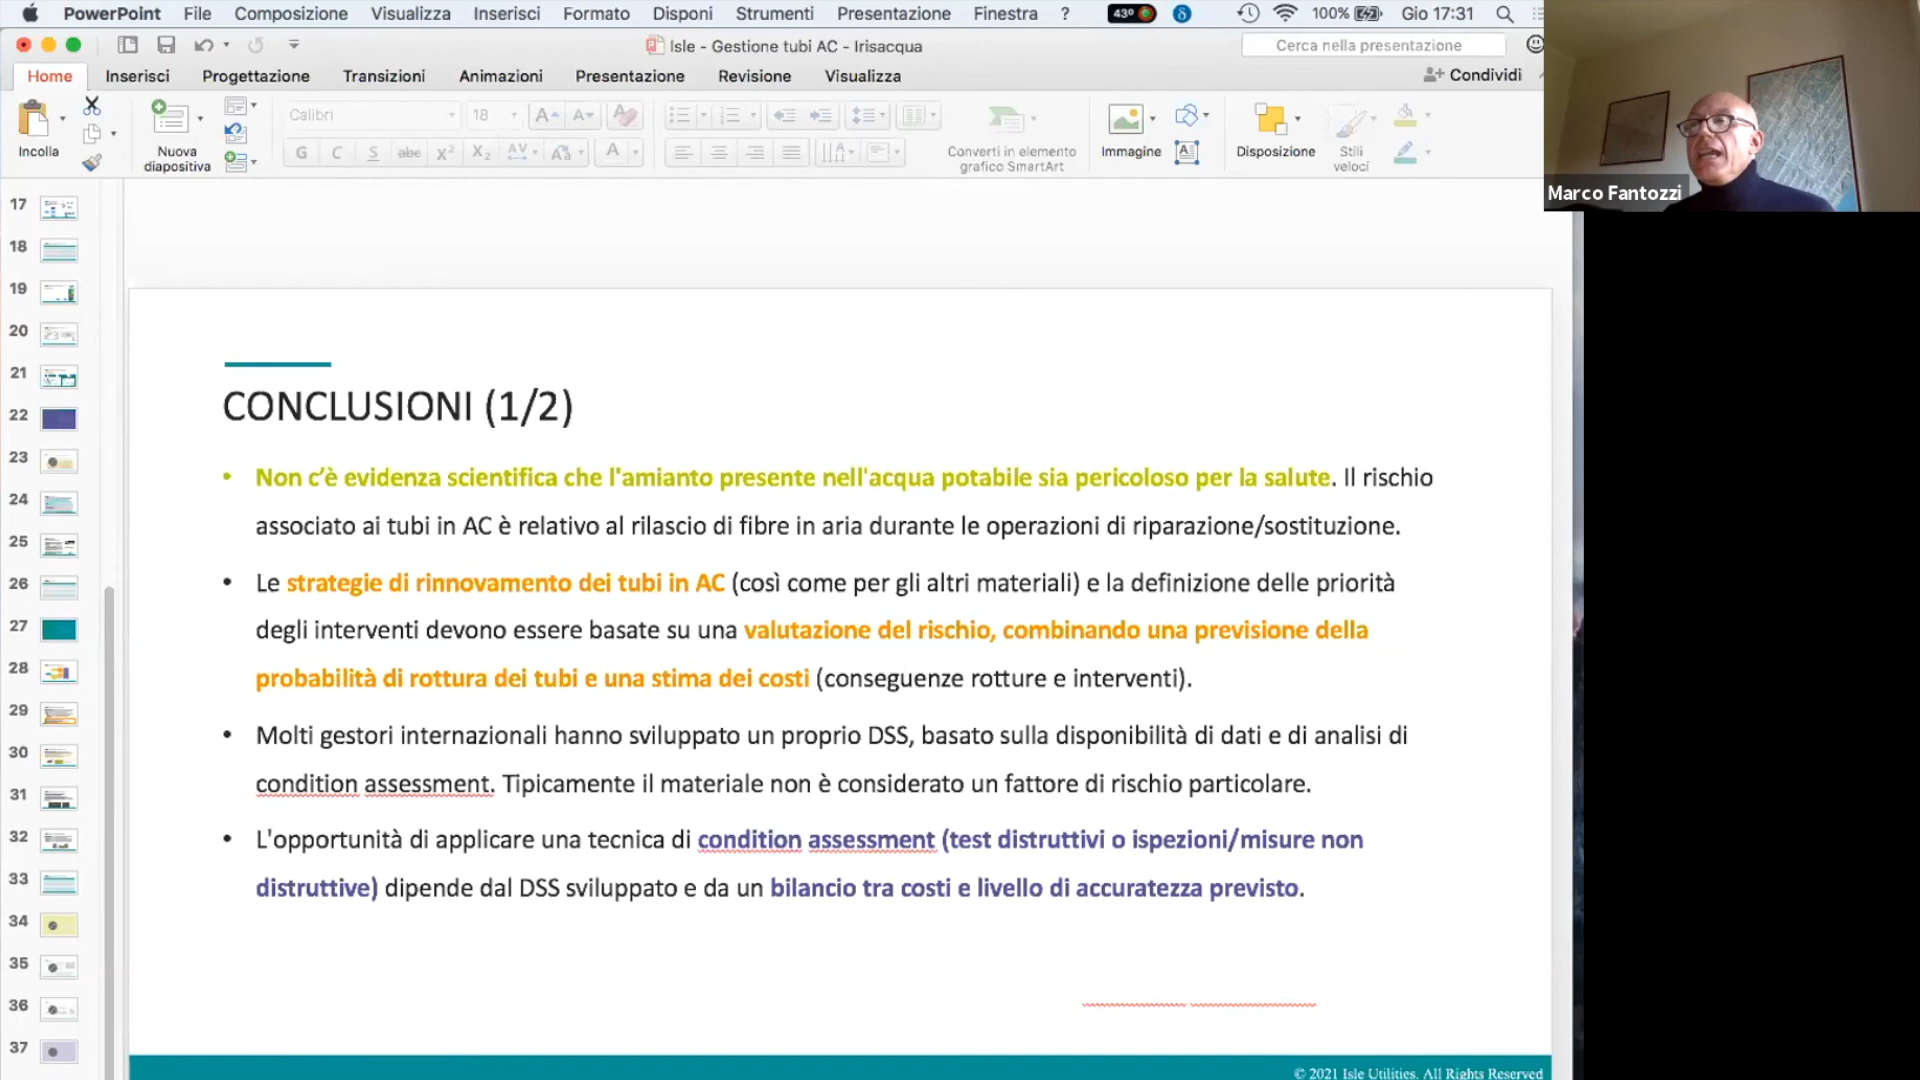 PowerPoint File Composizione Visualizza Inserisci Formato Disponi Strumenti Presentazione Finestra ? 43° 100% Gio 17:31
Isle - Gestione tubi AC - Irisacqua
Cerca nella presentazione
Home Inserisci Progettazione Transizioni Animazioni Presentazione Revisione Visualizza Condividi
Calibri 18
Incolla
Nuova diapositiva
G C S abc X² X₂ AV Aa A
Converti in elemento grafico SmartArt
Immagine
Disposizione
Stili veloci
Marco Fantozzi
17
18
19
20
21
22
23
24
25
26
27
28
29
30
31
32
33
34
35
36
37
CONCLUSIONI (1/2)
• Non c’è evidenza scientifica che l'amianto presente nell'acqua potabile sia pericoloso per la salute. Il rischio
associato ai tubi in AC è relativo al rilascio di fibre in aria durante le operazioni di riparazione/sostituzione.
• Le strategie di rinnovamento dei tubi in AC (così come per gli altri materiali) e la definizione delle priorità
degli interventi devono essere basate su una valutazione del rischio, combinando una previsione della
probabilità di rottura dei tubi e una stima dei costi (conseguenze rotture e interventi).
• Molti gestori internazionali hanno sviluppato un proprio DSS, basato sulla disponibilità di dati e di analisi di
condition assessment. Tipicamente il materiale non è considerato un fattore di rischio particolare.
• L'opportunità di applicare una tecnica di condition assessment (test distruttivi o ispezioni/misure non
distruttive) dipende dal DSS sviluppato e da un bilancio tra costi e livello di accuratezza previsto.
© 2021 Isle Utilities. All Rights Reserved